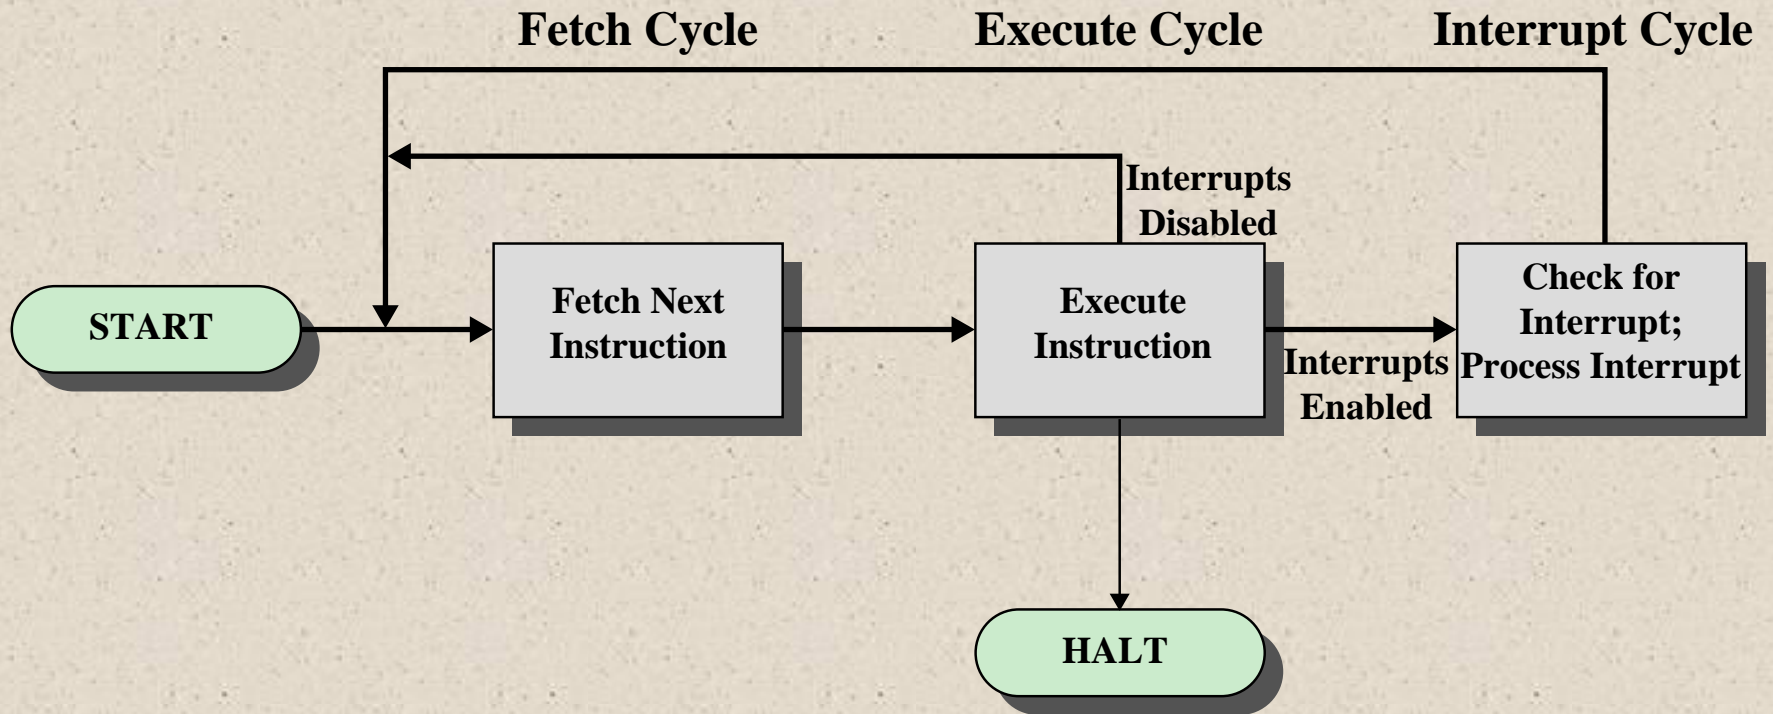 Fetch Cycle
Execute Cycle
Interrupt Cycle
Interrupts
Disabled
START
Fetch Next
Instruction
Execute
Instruction
Interrupts
Enabled
Check for
Interrupt;
Process Interrupt
HALT